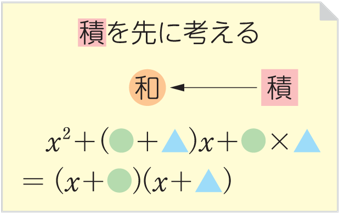 積を先に考える
和 ← 積
x²+(●+▲)x+●×▲
= (x+●)(x+▲)